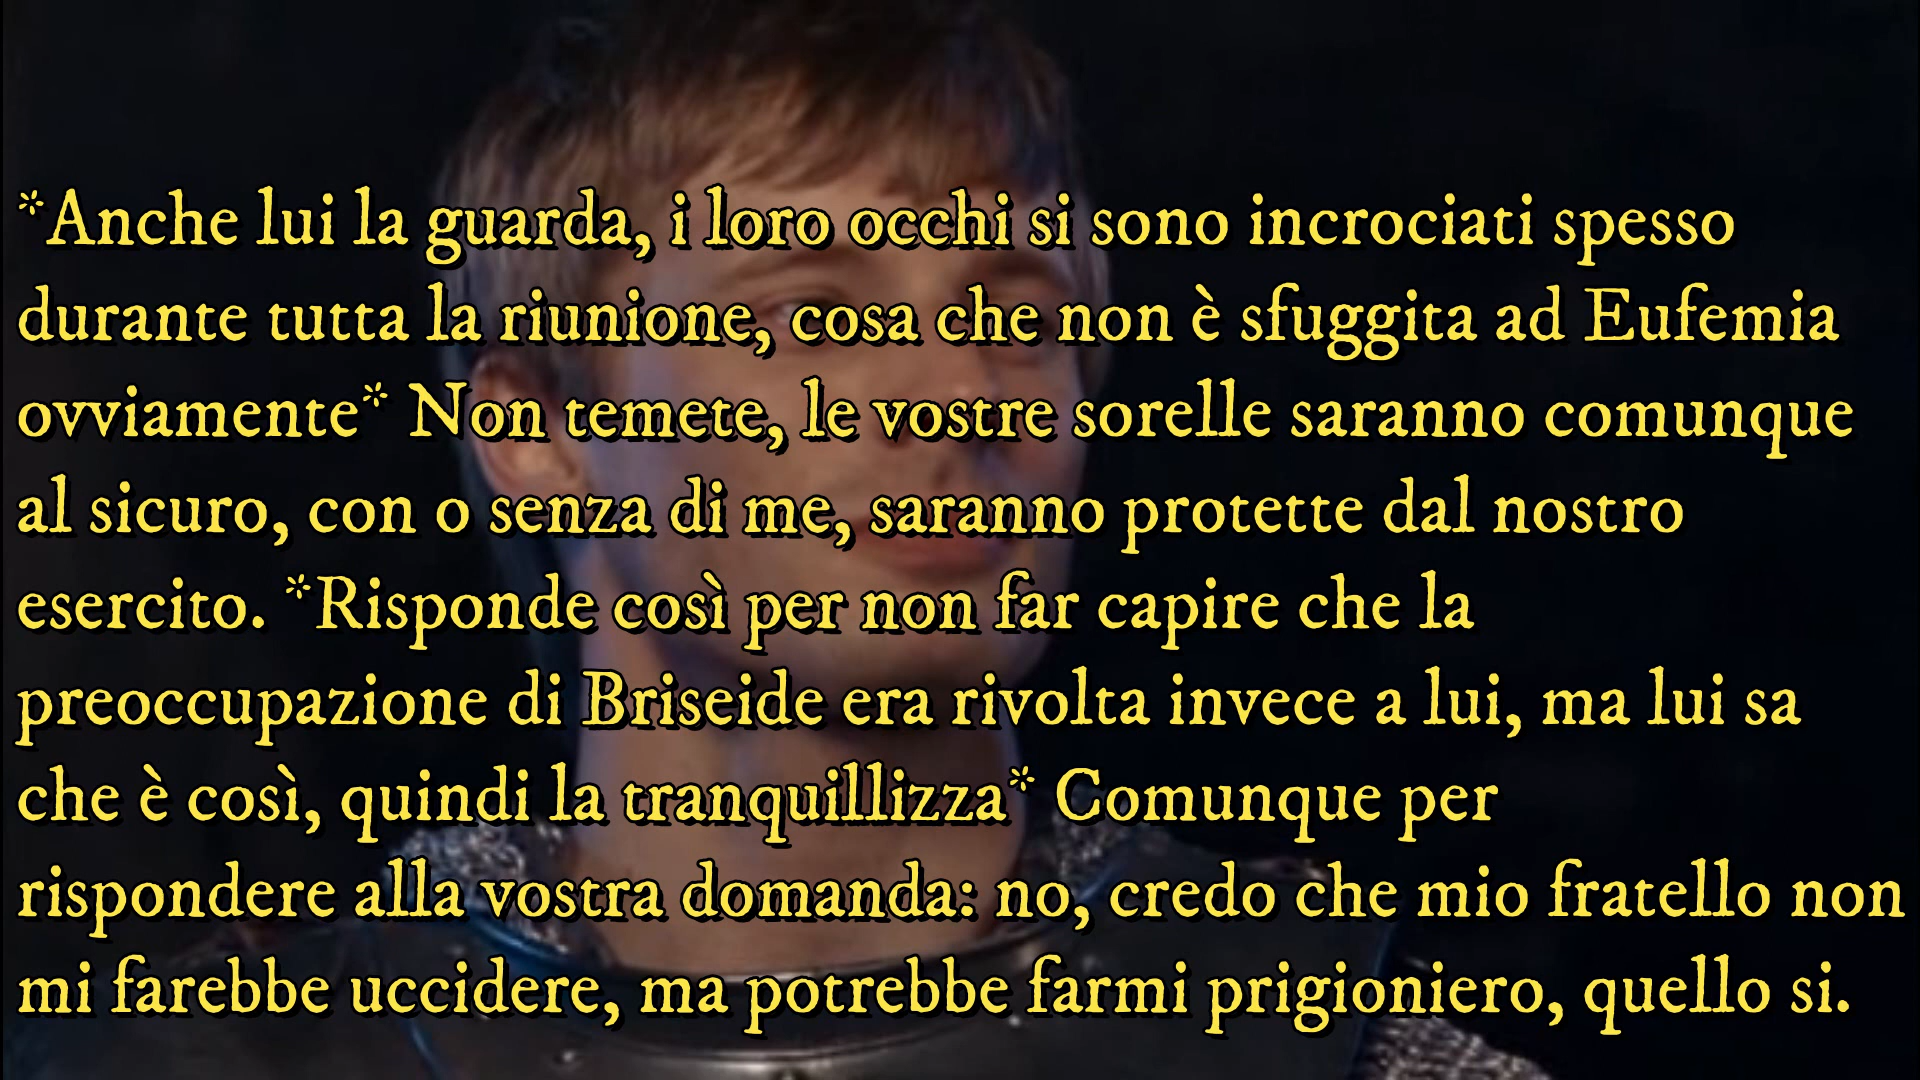 *Anche lui la guarda, i loro occhi si sono incrociati spesso
durante tutta la riunione, cosa che non è sfuggita ad Eufemia
ovviamente* Non temete, le vostre sorelle saranno comunque
al sicuro, con o senza di me, saranno protette dal nostro
esercito. *Risponde così per non far capire che la
preoccupazione di Briseide era rivolta invece a lui, ma lui sa
che è così, quindi la tranquillizza* Comunque per
rispondere alla vostra domanda: no, credo che mio fratello non
mi farebbe uccidere, ma potrebbe farmi prigioniero, quello si.